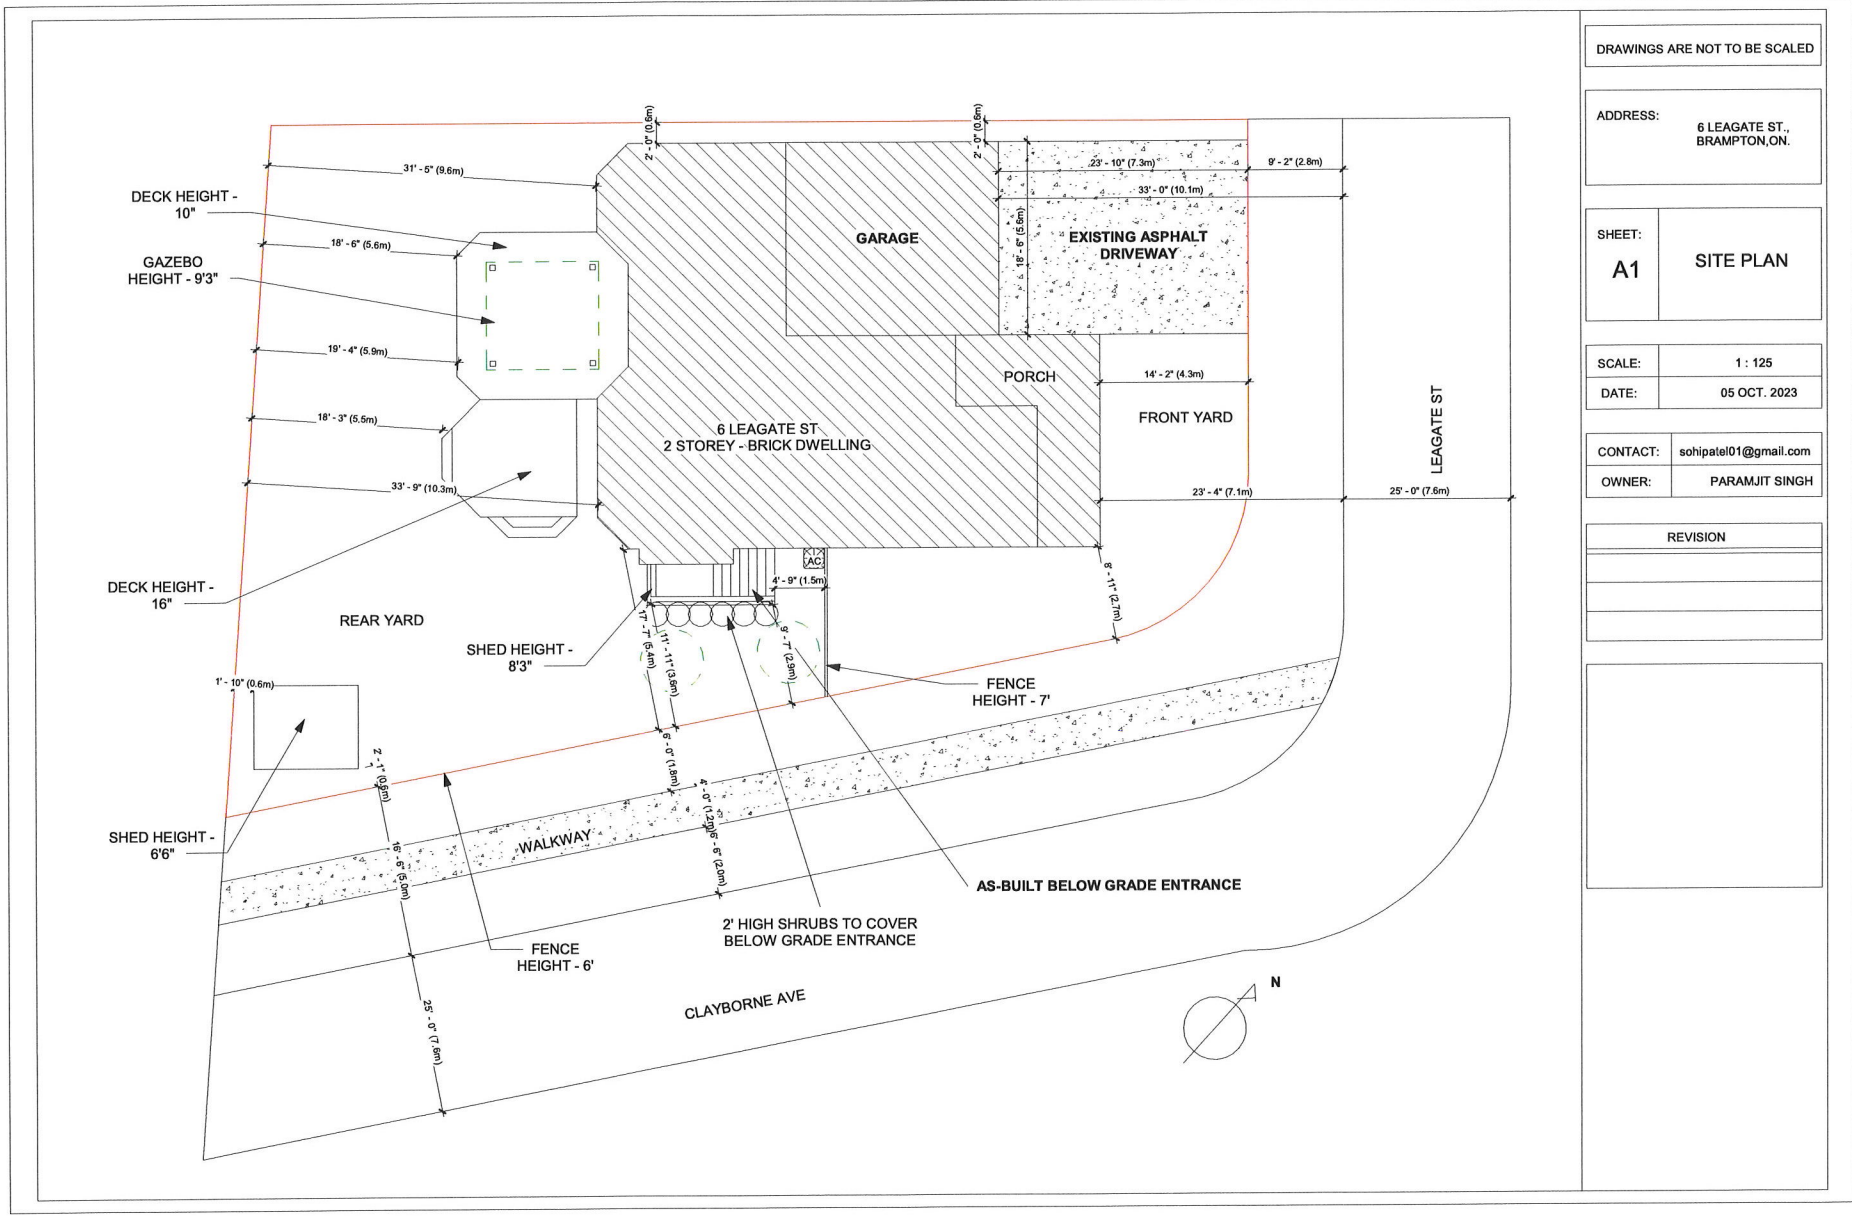 DRAWINGS ARE NOT TO BE SCALED
ADDRESS:
6 LEAGATE ST.,
BRAMPTON,ON.
SHEET:
A1
SITE PLAN
SCALE:
1 : 125
DATE:
05 OCT. 2023
CONTACT:
sohipatel01@gmail.com
OWNER:
PARAMJIT SINGH
REVISION
2' - 0" (0.6m)
2' - 0" (0.6m)
31' - 5" (9.6m)
23' - 10" (7.3m)
9' - 2" (2.8m)
33' - 0" (10.1m)
18' - 6" (5.6m)
DECK HEIGHT -
10"
18' - 6" (5.6m)
GAZEBO
HEIGHT - 9'3"
GARAGE
EXISTING ASPHALT
DRIVEWAY
19' - 4" (5.9m)
PORCH
14' - 2" (4.3m)
FRONT YARD
18' - 3" (5.5m)
6 LEAGATE ST
2 STOREY - BRICK DWELLING
LEAGATE ST
33' - 9" (10.3m)
23' - 4" (7.1m)
25' - 0" (7.6m)
AC
4' - 9" (1.5m)
8' - 11" (2.7m)
DECK HEIGHT -
16"
REAR YARD
SHED HEIGHT -
8'3"
17' - 7" (5.4m)
11' - 11" (3.6m)
9' - 7" (2.9m)
FENCE
HEIGHT - 7'
1' - 10" (0.6m)
2' - 1" (0.6m)
6' - 0" (1.8m)
4' - 0" (1.2m)
6' - 6" (2.0m)
SHED HEIGHT -
6'6"
WALKWAY
16' - 6" (5.0m)
AS-BUILT BELOW GRADE ENTRANCE
2' HIGH SHRUBS TO COVER
BELOW GRADE ENTRANCE
FENCE
HEIGHT - 6'
25' - 0" (7.6m)
CLAYBORNE AVE
N